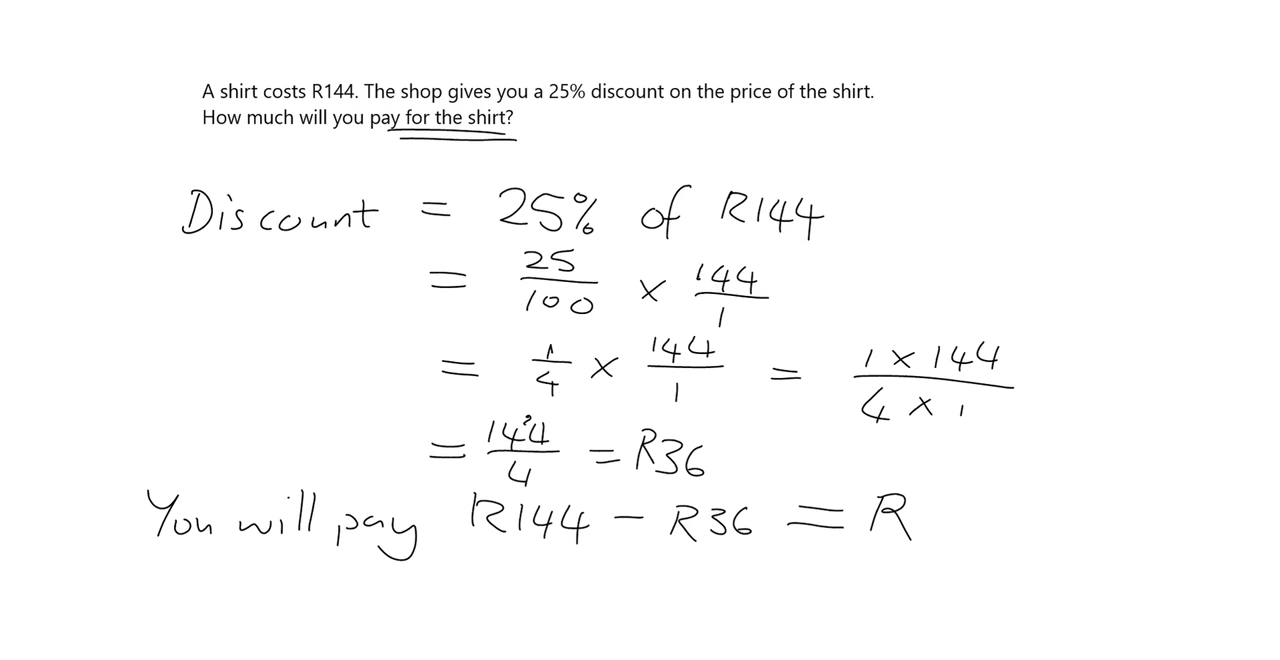 A shirt costs R144. The shop gives you a 25% discount on the price of the shirt.
How much will you pay for the shirt?
Discount = 25% of R144
= 25/100 × 144/1
= 1/4 × 144/1 = 1 × 144/4 × 1
= 14²4/4 = R36
You will pay R144 - R36 = R